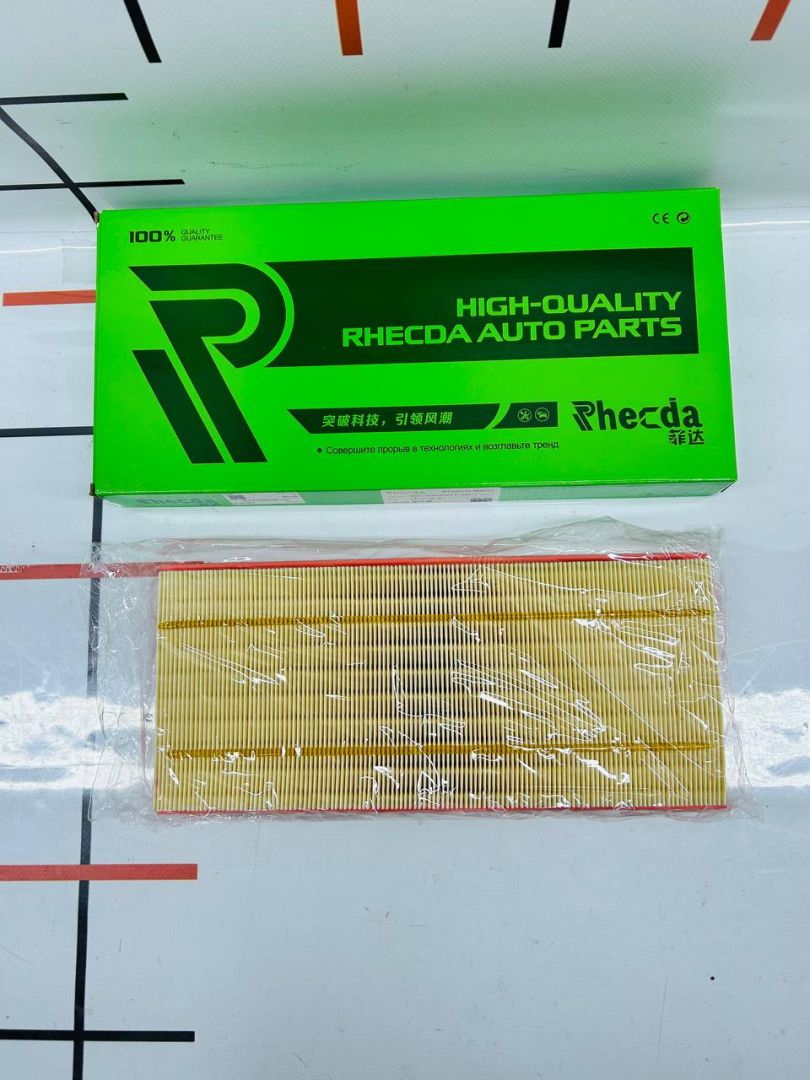 100% QUALITY
GUARANTEE
CE
HIGH-QUALITY
RHECDA AUTO PARTS
突破科技，引领风潮
Rhecda
菲达
• Совершите прорыв в технологиях и возглавьте тренд
Rhecda